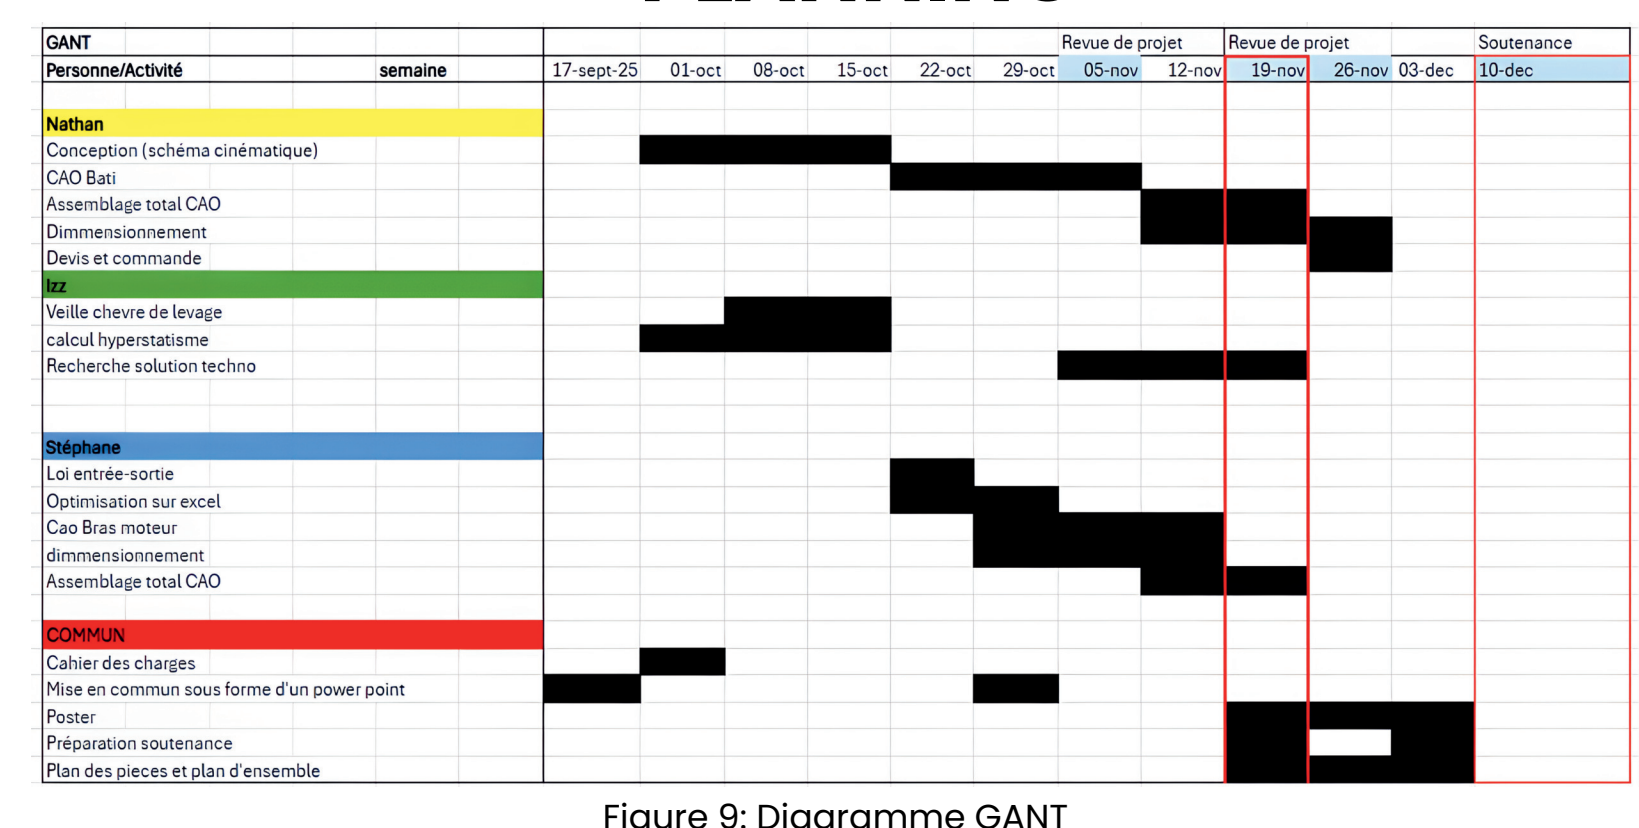 GANT Revue de projet Revue de projet Soutenance
Personne/Activité semaine 17-sept-25 01-oct 08-oct 15-oct 22-oct 29-oct 05-nov 12-nov 19-nov 26-nov 03-dec 10-dec
Nathan
Conception (schéma cinématique)
CAO Bati
Assemblage total CAO
Dimmensionnement
Devis et commande
Izz
Veille chevre de levage
calcul hyperstatisme
Recherche solution techno
Stéphane
Loi entrée-sortie
Optimisation sur excel
Cao Bras moteur
dimmensionnement
Assemblage total CAO
COMMUN
Cahier des charges
Mise en commun sous forme d'un power point
Poster
Préparation soutenance
Plan des pieces et plan d'ensemble
Figure 9: Diagramme GANT